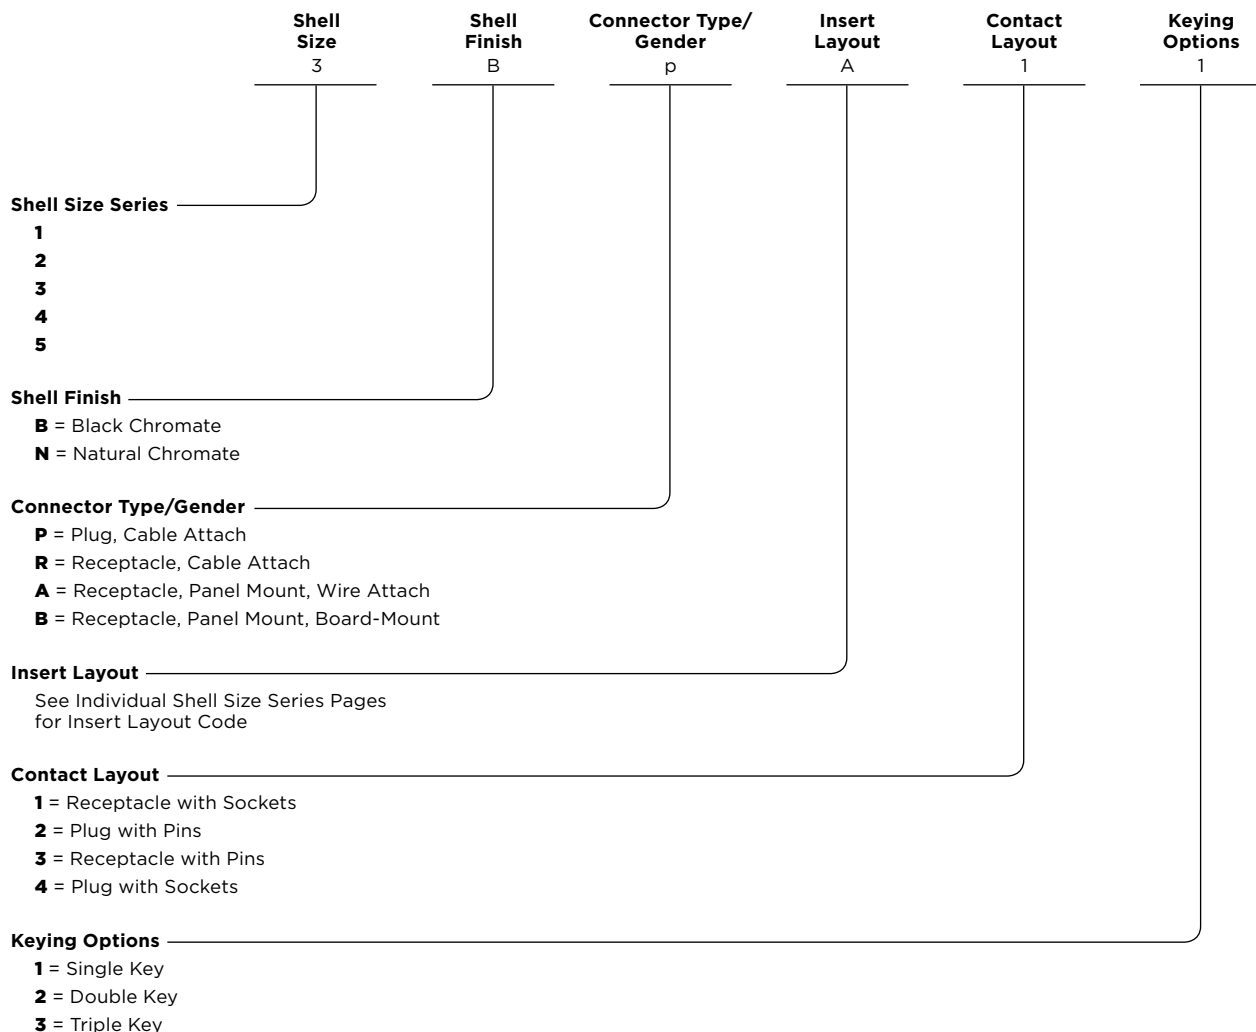 Shell Size
Shell Finish
Connector Type/ Gender
Insert Layout
Contact Layout
Keying Options
3
B
p
A
1
1
Shell Size Series
1
2
3
4
5
Shell Finish
B = Black Chromate
N = Natural Chromate
Connector Type/Gender
P = Plug, Cable Attach
R = Receptacle, Cable Attach
A = Receptacle, Panel Mount, Wire Attach
B = Receptacle, Panel Mount, Board-Mount
Insert Layout
See Individual Shell Size Series Pages
for Insert Layout Code
Contact Layout
1 = Receptacle with Sockets
2 = Plug with Pins
3 = Receptacle with Pins
4 = Plug with Sockets
Keying Options
1 = Single Key
2 = Double Key
3 = Triple Key